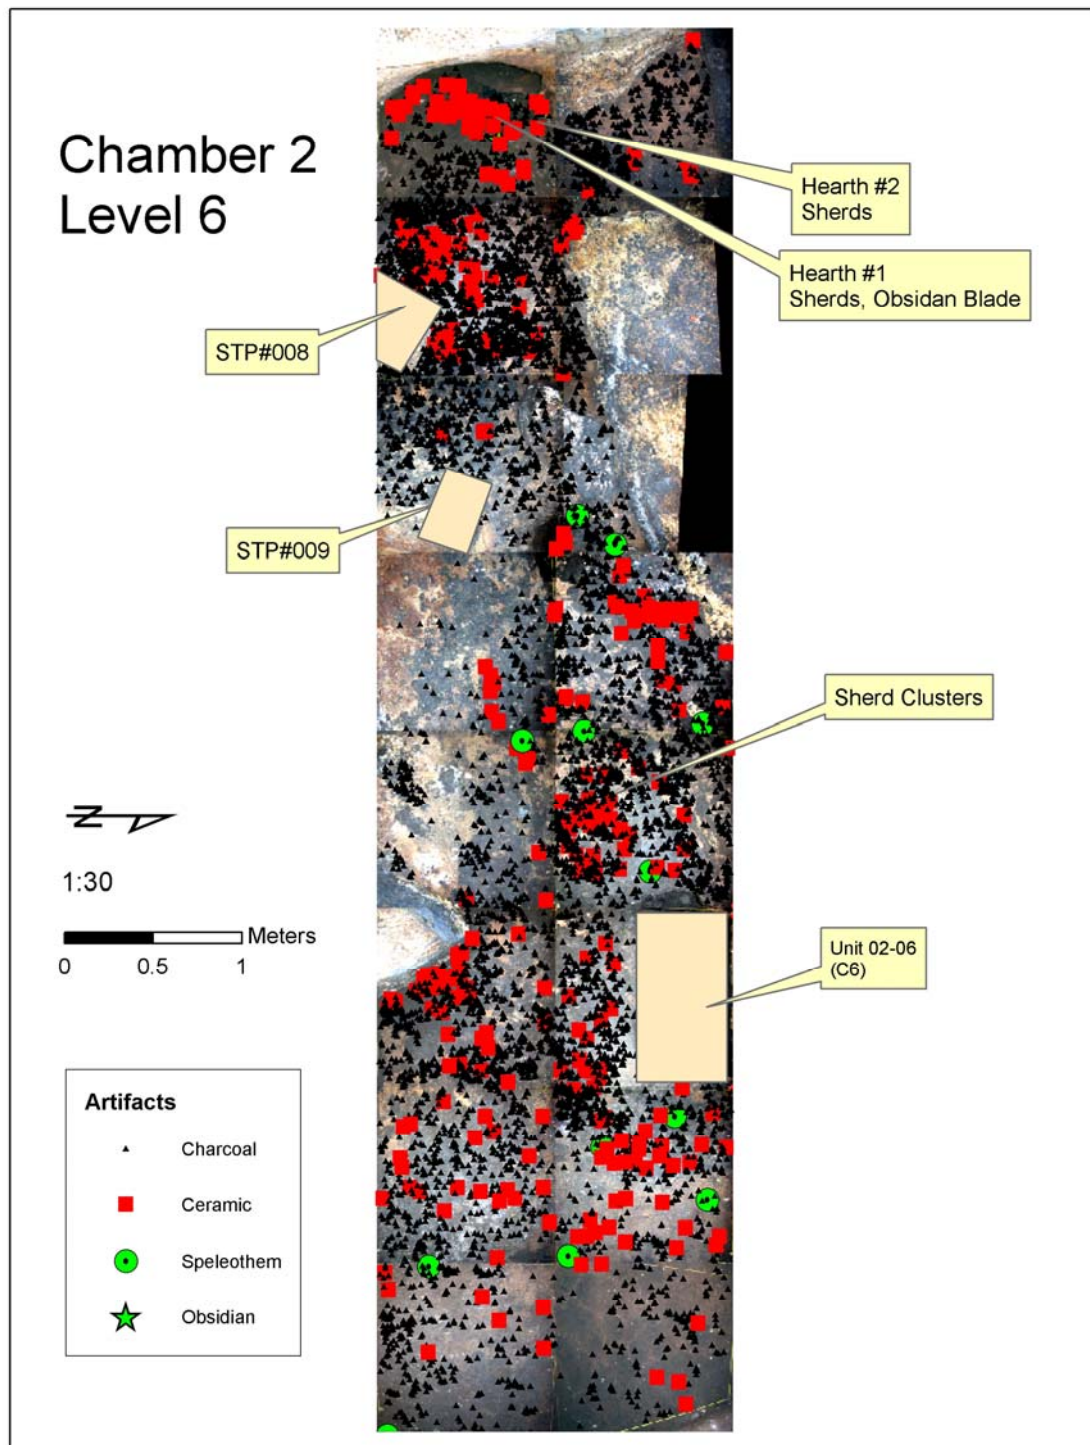 Chamber 2
Level 6
Hearth #2
Sherds
Hearth #1
Sherds, Obsidan Blade
STP#008
STP#009
Sherd Clusters
N
1:30
Meters
0 0.5 1
Unit 02-06
(C6)
Artifacts
Charcoal
Ceramic
Speleothem
Obsidian